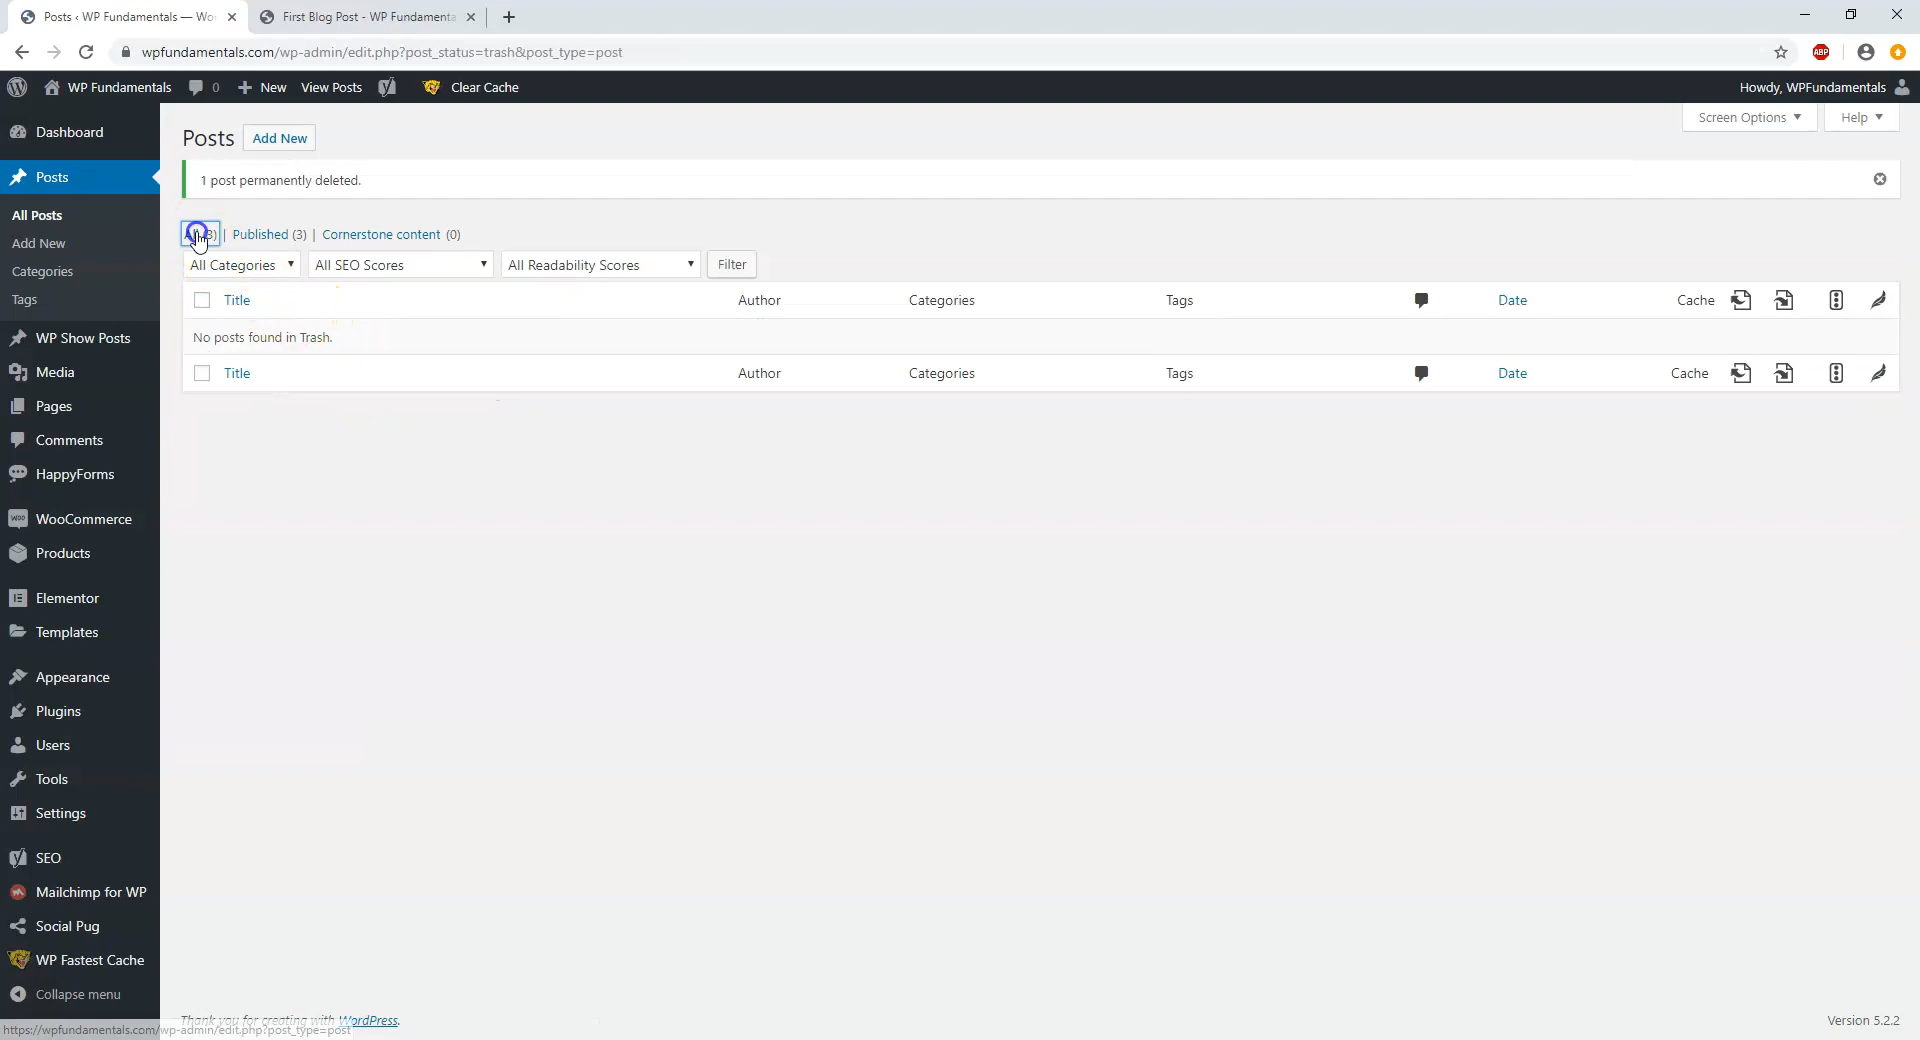 Posts ‹ WP Fundamentals — Wo
First Blog Post - WP Fundamenta
wpfundamentals.com/wp-admin/edit.php?post_status=trash&post_type=post
ABP
WP Fundamentals
0
New
View Posts
Clear Cache
Howdy, WPFundamentals
Dashboard
Posts
All Posts
Add New
Categories
Tags
WP Show Posts
Media
Pages
Comments
HappyForms
WooCommerce
Products
Elementor
Templates
Appearance
Plugins
Users
Tools
Settings
SEO
Mailchimp for WP
Social Pug
WP Fastest Cache
Collapse menu
Screen Options
Help
Posts
Add New
1 post permanently deleted.
(3) | Published (3) | Cornerstone content (0)
All Categories
All SEO Scores
All Readability Scores
Filter
Title Author Categories Tags Date Cache
No posts found in Trash.
Title Author Categories Tags Date Cache
Thank you for creating with WordPress.
Version 5.2.2
https://wpfundamentals.com/wp-admin/edit.php?post_type=post